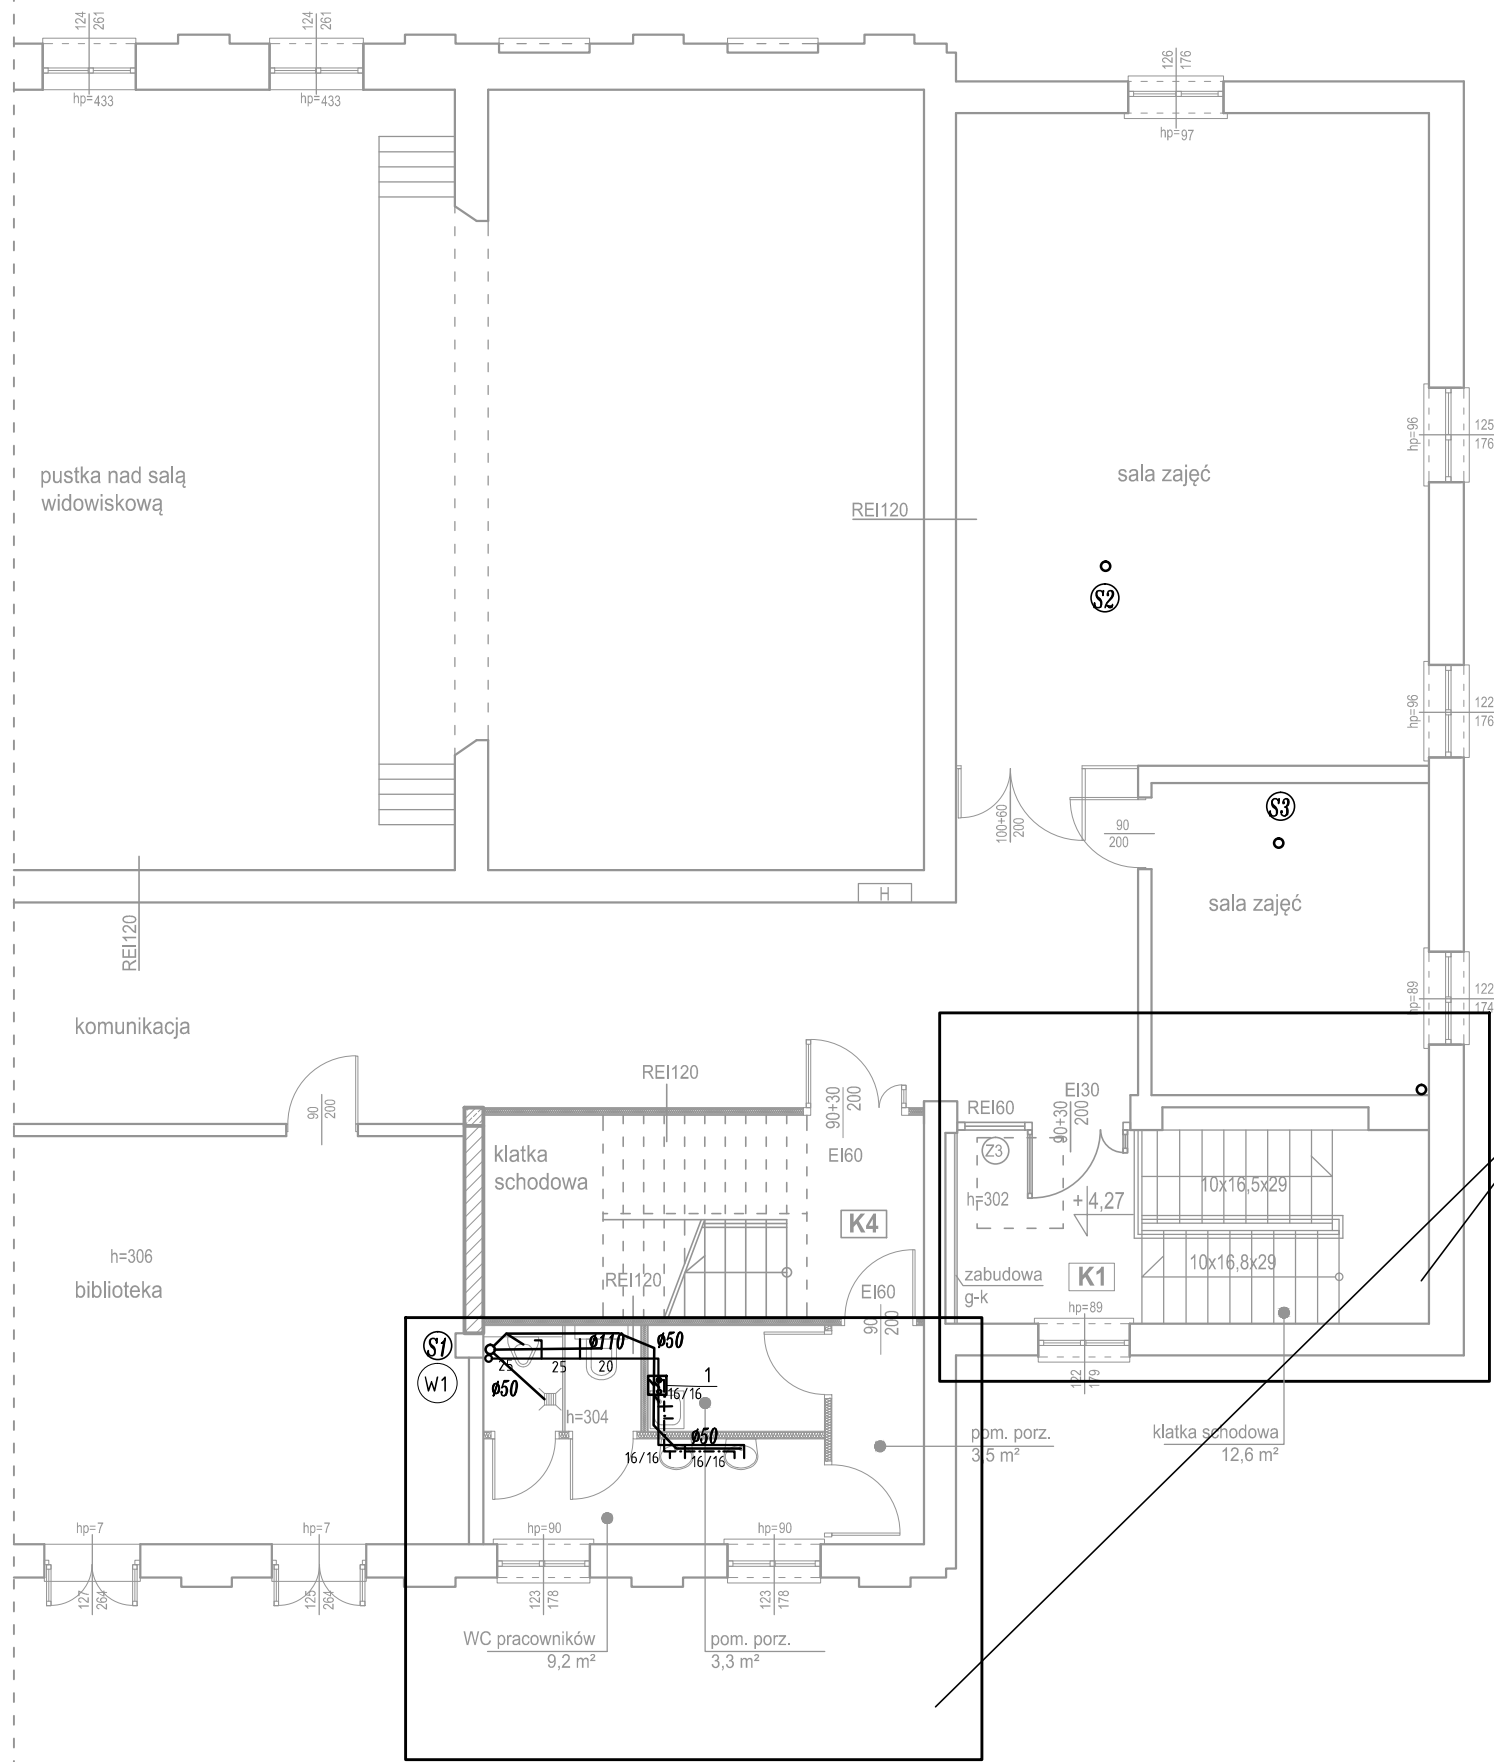 124
261
124
261
126
176
hp=433
hp=433
hp=97
hp=96
125
176
pustka nad salą
widowiskową
sala zajęć
REI120
S2
hp=96
122
176
100+60
200
90
200
S3
H
sala zajęć
REI120
komunikacja
hp=89
122
174
REI120
90+30
200
EI60
REI60
EI30
90+30
200
90
200
klatka
schodowa
Z3
h=302
+4,27
10x16,5x29
K4
h=306
biblioteka
REI120
EI60
90
200
zabudowa
g-k
K1
10x16,8x29
hp=89
122
179
S1
W1
ø110
ø50
25
25
20
ø50
1
16/16
h=304
ø50
16/16
16/16
pom. porz.
3,5 m²
klatka schodowa
12,6 m²
hp=7
hp=7
hp=90
hp=90
127
264
125
264
123
178
123
178
WC pracowników
9,2 m²
pom. porz.
3,3 m²